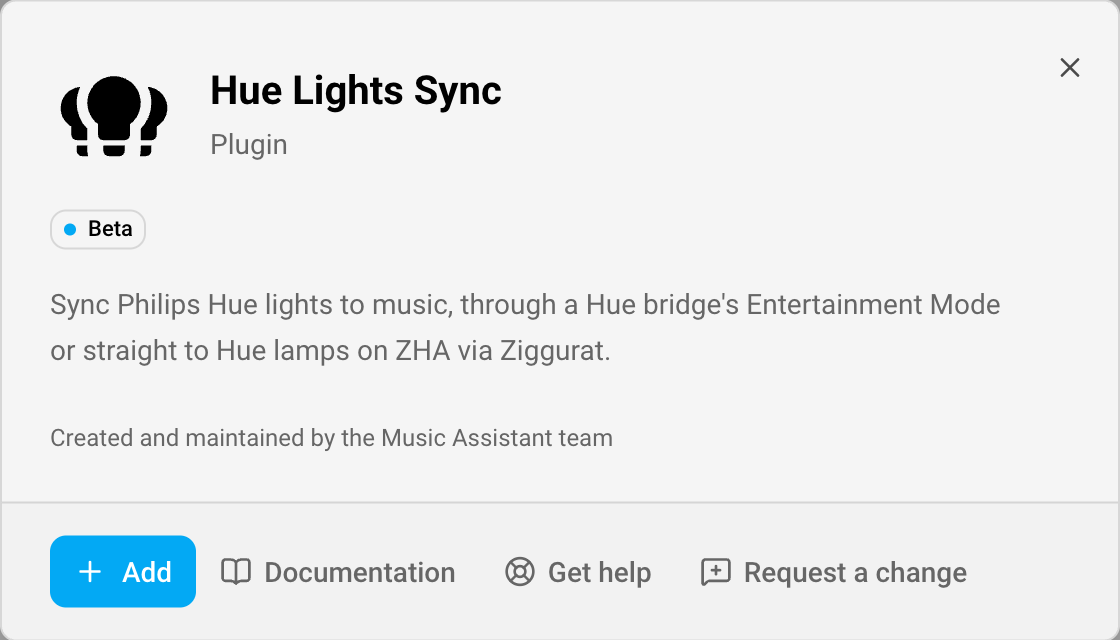 Hue Lights Sync
Plugin
Beta
Sync Philips Hue lights to music, through a Hue bridge's Entertainment Mode
or straight to Hue lamps on ZHA via Ziggurat.
Created and maintained by the Music Assistant team
Add
Documentation
Get help
Request a change